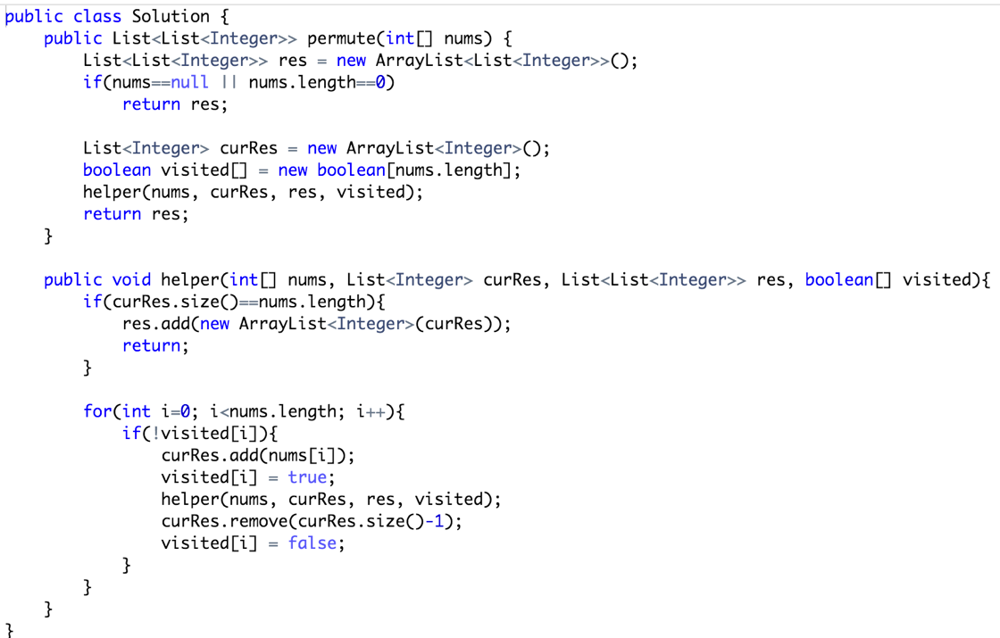 public class Solution {
    public List<List<Integer>> permute(int[] nums) {
        List<List<Integer>> res = new ArrayList<List<Integer>>();
        if(nums==null || nums.length==0)
            return res;

        List<Integer> curRes = new ArrayList<Integer>();
        boolean visited[] = new boolean[nums.length];
        helper(nums, curRes, res, visited);
        return res;
    }

    public void helper(int[] nums, List<Integer> curRes, List<List<Integer>> res, boolean[] visited){
        if(curRes.size()==nums.length){
            res.add(new ArrayList<Integer>(curRes));
            return;
        }

        for(int i=0; i<nums.length; i++){
            if(!visited[i]){
                curRes.add(nums[i]);
                visited[i] = true;
                helper(nums, curRes, res, visited);
                curRes.remove(curRes.size()-1);
                visited[i] = false;
            }
        }
    }
}